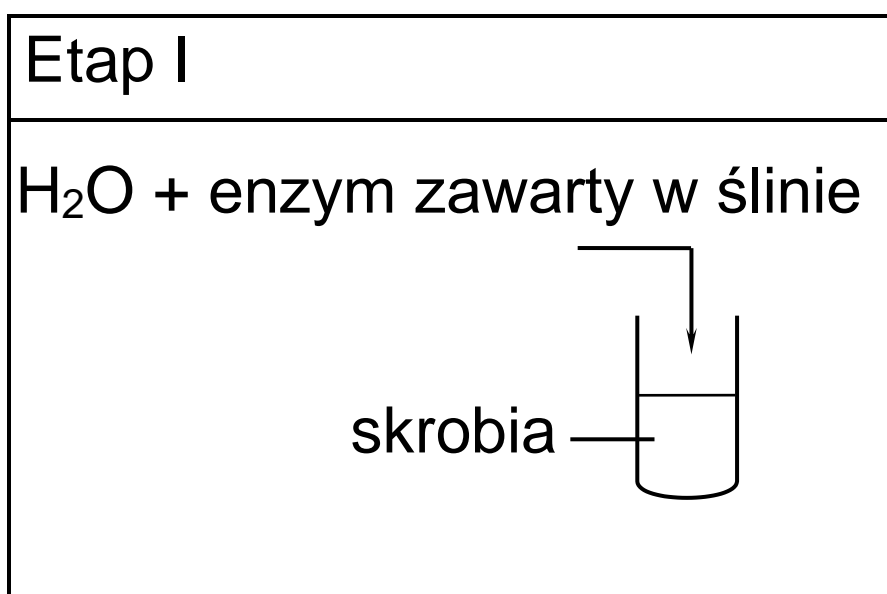 Etap I
H₂O + enzym zawarty w ślinie
skrobia